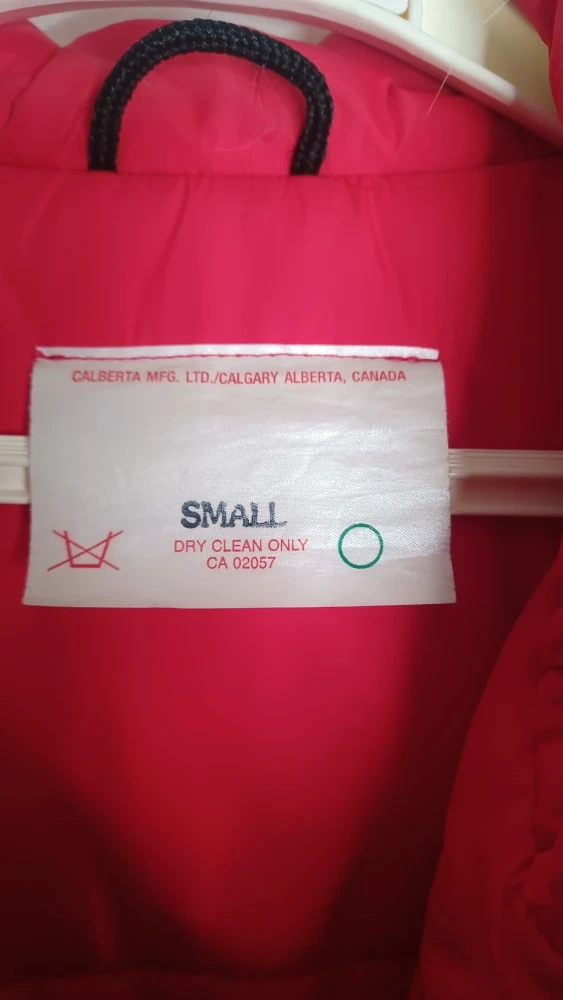 CALBERTA MFG. LTD./CALGARY ALBERTA, CANADA
SMALL
DRY CLEAN ONLY
CA 02057